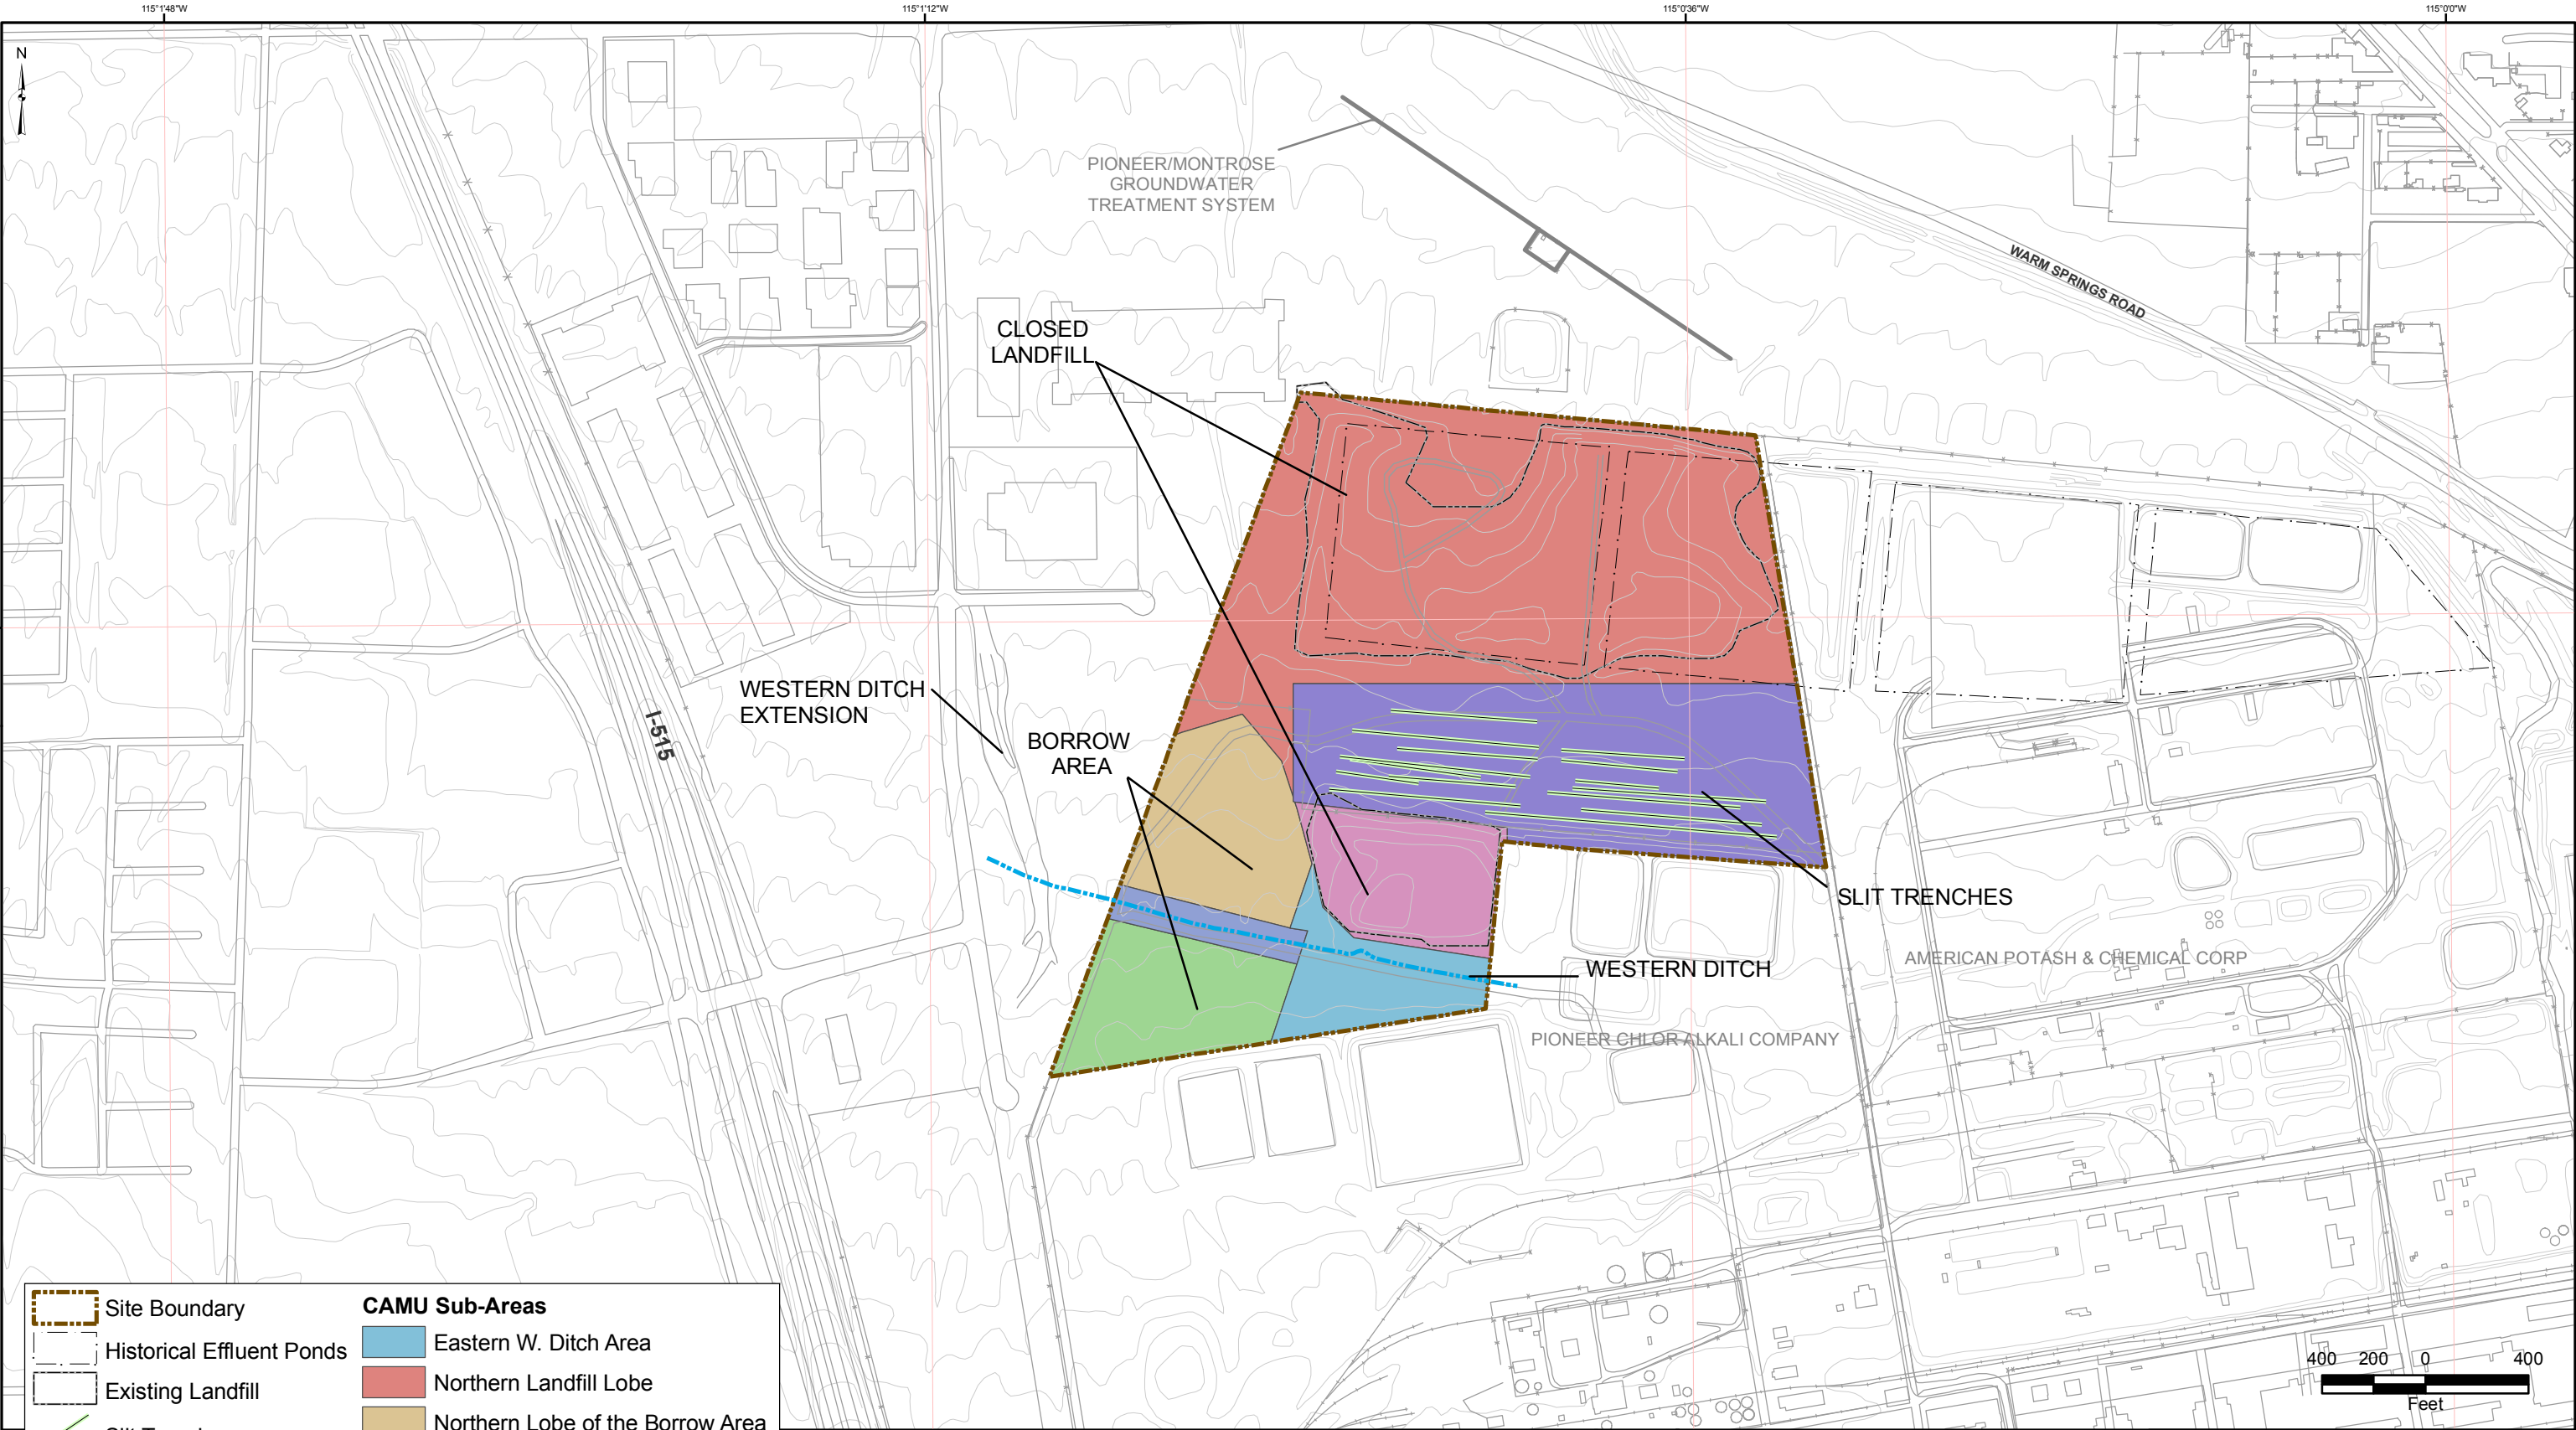 115°1'48"W
115°1'12"W
115°0'36"W
115°0'0"W
N
PIONEER/MONTROSE
GROUNDWATER
TREATMENT SYSTEM
WARM SPRINGS ROAD
CLOSED
LANDFILL
WESTERN DITCH
EXTENSION
I-515
BORROW
AREA
SLIT TRENCHES
WESTERN DITCH
AMERICAN POTASH & CHEMICAL CORP
PIONEER CHLOR ALKALI COMPANY
Site Boundary
Historical Effluent Ponds
Existing Landfill
CAMU Sub-Areas
Eastern W. Ditch Area
Northern Landfill Lobe
Northern Lobe of the Borrow Area
400 200 0 400
Feet